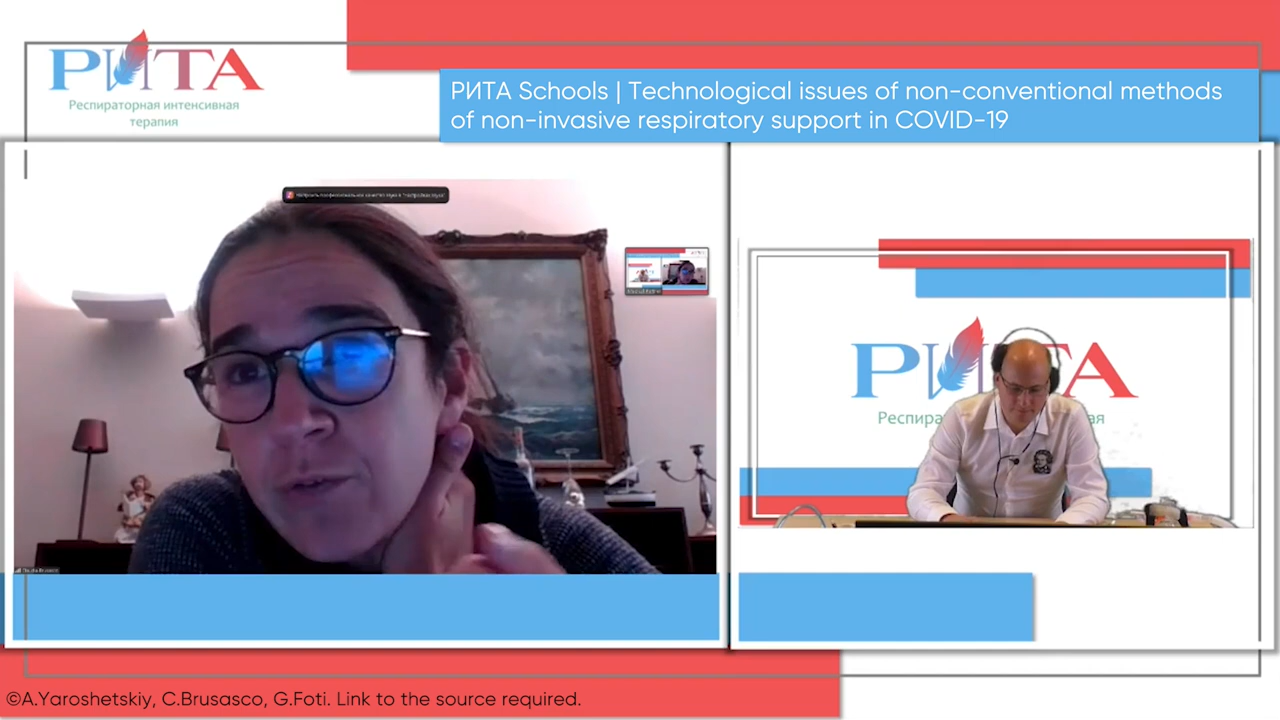 РИТА
Респираторная интенсивная
терапия
РИТА Schools | Technological issues of non-conventional methods
of non-invasive respiratory support in COVID-19
РИТА
©A.Yaroshetskiy, C.Brusasco, G.Foti. Link to the source required.